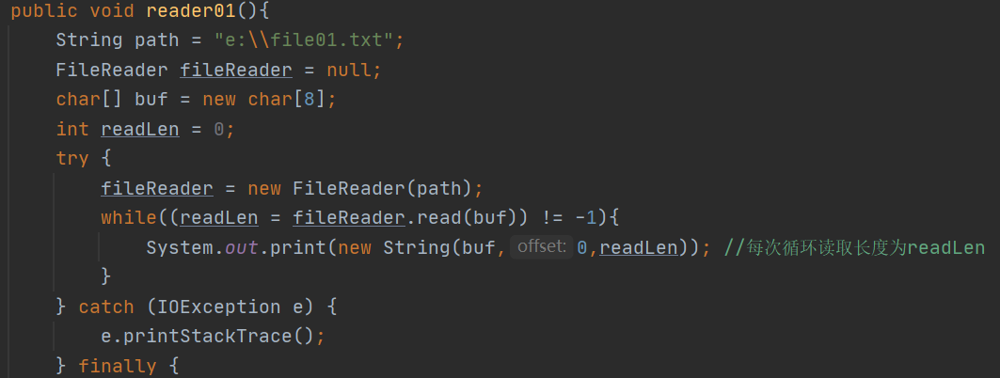 public void reader01(){
String path = "e:\\file01.txt";
FileReader fileReader = null;
char[] buf = new char[8];
int readLen = 0;
try {
fileReader = new FileReader(path);
while((readLen = fileReader.read(buf)) != -1){
System.out.print(new String(buf, offset: 0,readLen)); //每次循环读取长度为readLen
}
} catch (IOException e) {
e.printStackTrace();
} finally {